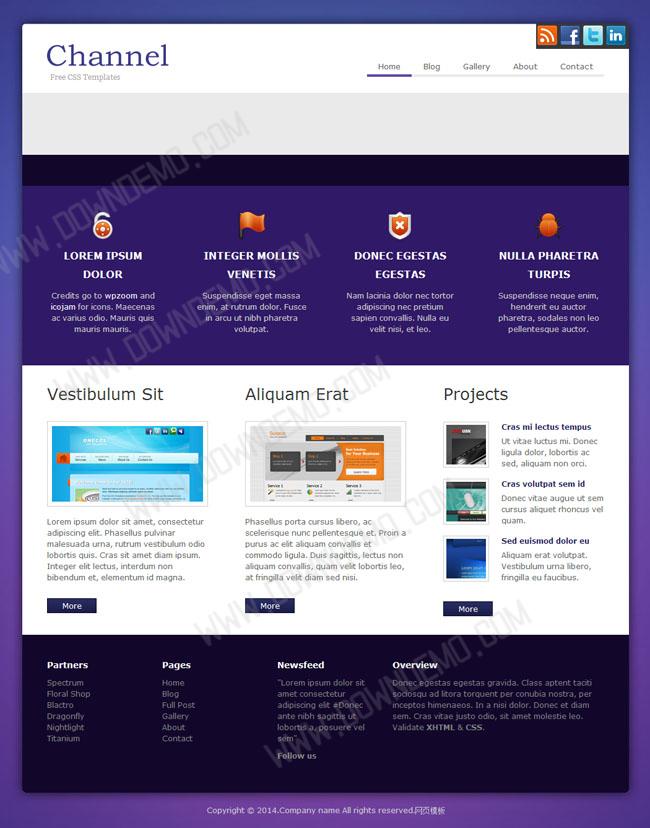 Channel
Free CSS Templates
Home Blog Gallery About Contact
LOREM IPSUM
DOLOR
Credits go to wpzoom and
icojam for icons. Maecenas
ac varius odio. Mauris quis
mauris mauris.
INTEGER MOLLIS
VENETIS
Suspendisse eget massa
enim, at rutrum dolor. Fusce
in arcu ut nibh pharetra
volutpat.
DONEC EGESTAS
EGESTAS
Nam lacinia dolor nec tortor
adipiscing nec pretium
sapien convallis. Nulla eu
velit nisi, et leo.
NULLA PHARETRA
TURPIS
Suspendisse neque enim,
hendrerit eu auctor
pharetra, sodales non leo
pellentesque auctor.
Vestibulum Sit
Lorem ipsum dolor sit amet, consectetur
adipiscing elit. Phasellus pulvinar
malesuada urna, rutrum vestibulum odio
lobortis quis. Cras sit amet diam ipsum.
Integer elit lectus, interdum non
bibendum et, elementum id magna.
More
Aliquam Erat
Phasellus porta cursus libero, ac
scelerisque nunc pellentesque et. Proin a
purus ac elit aliquam convallis et
commodo ligula. Duis sagittis, lectus non
aliquam convallis, quam velit lobortis leo,
at fringilla velit diam sed nisi.
More
Projects
Cras mi lectus tempus
Ut vitae luctus mi. Donec
ligula dolor, lobortis ac
sed, aliquam non orci.
Cras volutpat sem id
Donec vitae augue ut sem
cursus aliquet rhoncus vel
quam.
Sed euismod dolor eu
Aliquam erat volutpat.
Vestibulum urna libero,
fringilla eu faucibus.
More
Partners
Spectrum
Floral Shop
Blactro
Dragonfly
Nightlight
Titanium
Pages
Home
Blog
Full Post
Gallery
About
Contact
Newsfeed
"Lorem ipsum dolor sit
amet consectetur
adipiscing elit #Donec
ante nibh sagittis ut
lobortis a, posuere vel
sem"
Follow us
Overview
Donec egestas egestas gravida. Class aptent taciti
sociosqu ad litora torquent per conubia nostra, per
inceptos himenaeos. In a nisi dolor. Donec et diam
sem. Cras vitae justo odio, sit amet molestie leo.
Validate XHTML & CSS.
Copyright © 2014.Company name All rights reserved.网页模板
WWW.DOWNDEMO.COM
WWW.DOWNDEMO.COM
WWW.DOWNDEMO.COM
WWW.DOWNDEMO.COM
WWW.DOWNDEMO.COM